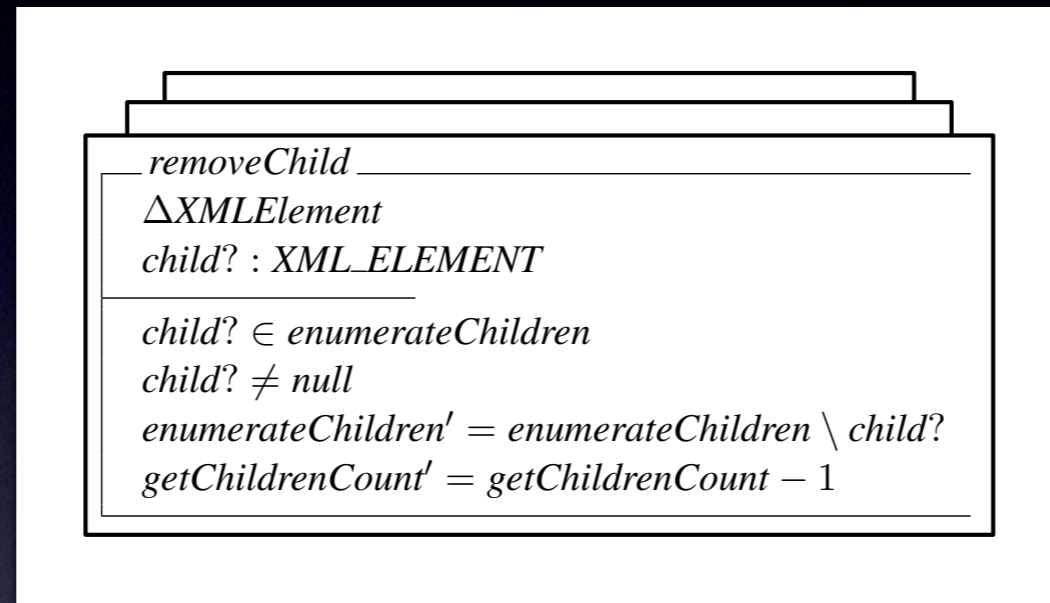 removeChild
ΔXMLElement
child? : XML_ELEMENT
child? ∈ enumerateChildren
child? ≠ null
enumerateChildren′ = enumerateChildren \ child?
getChildrenCount′ = getChildrenCount − 1